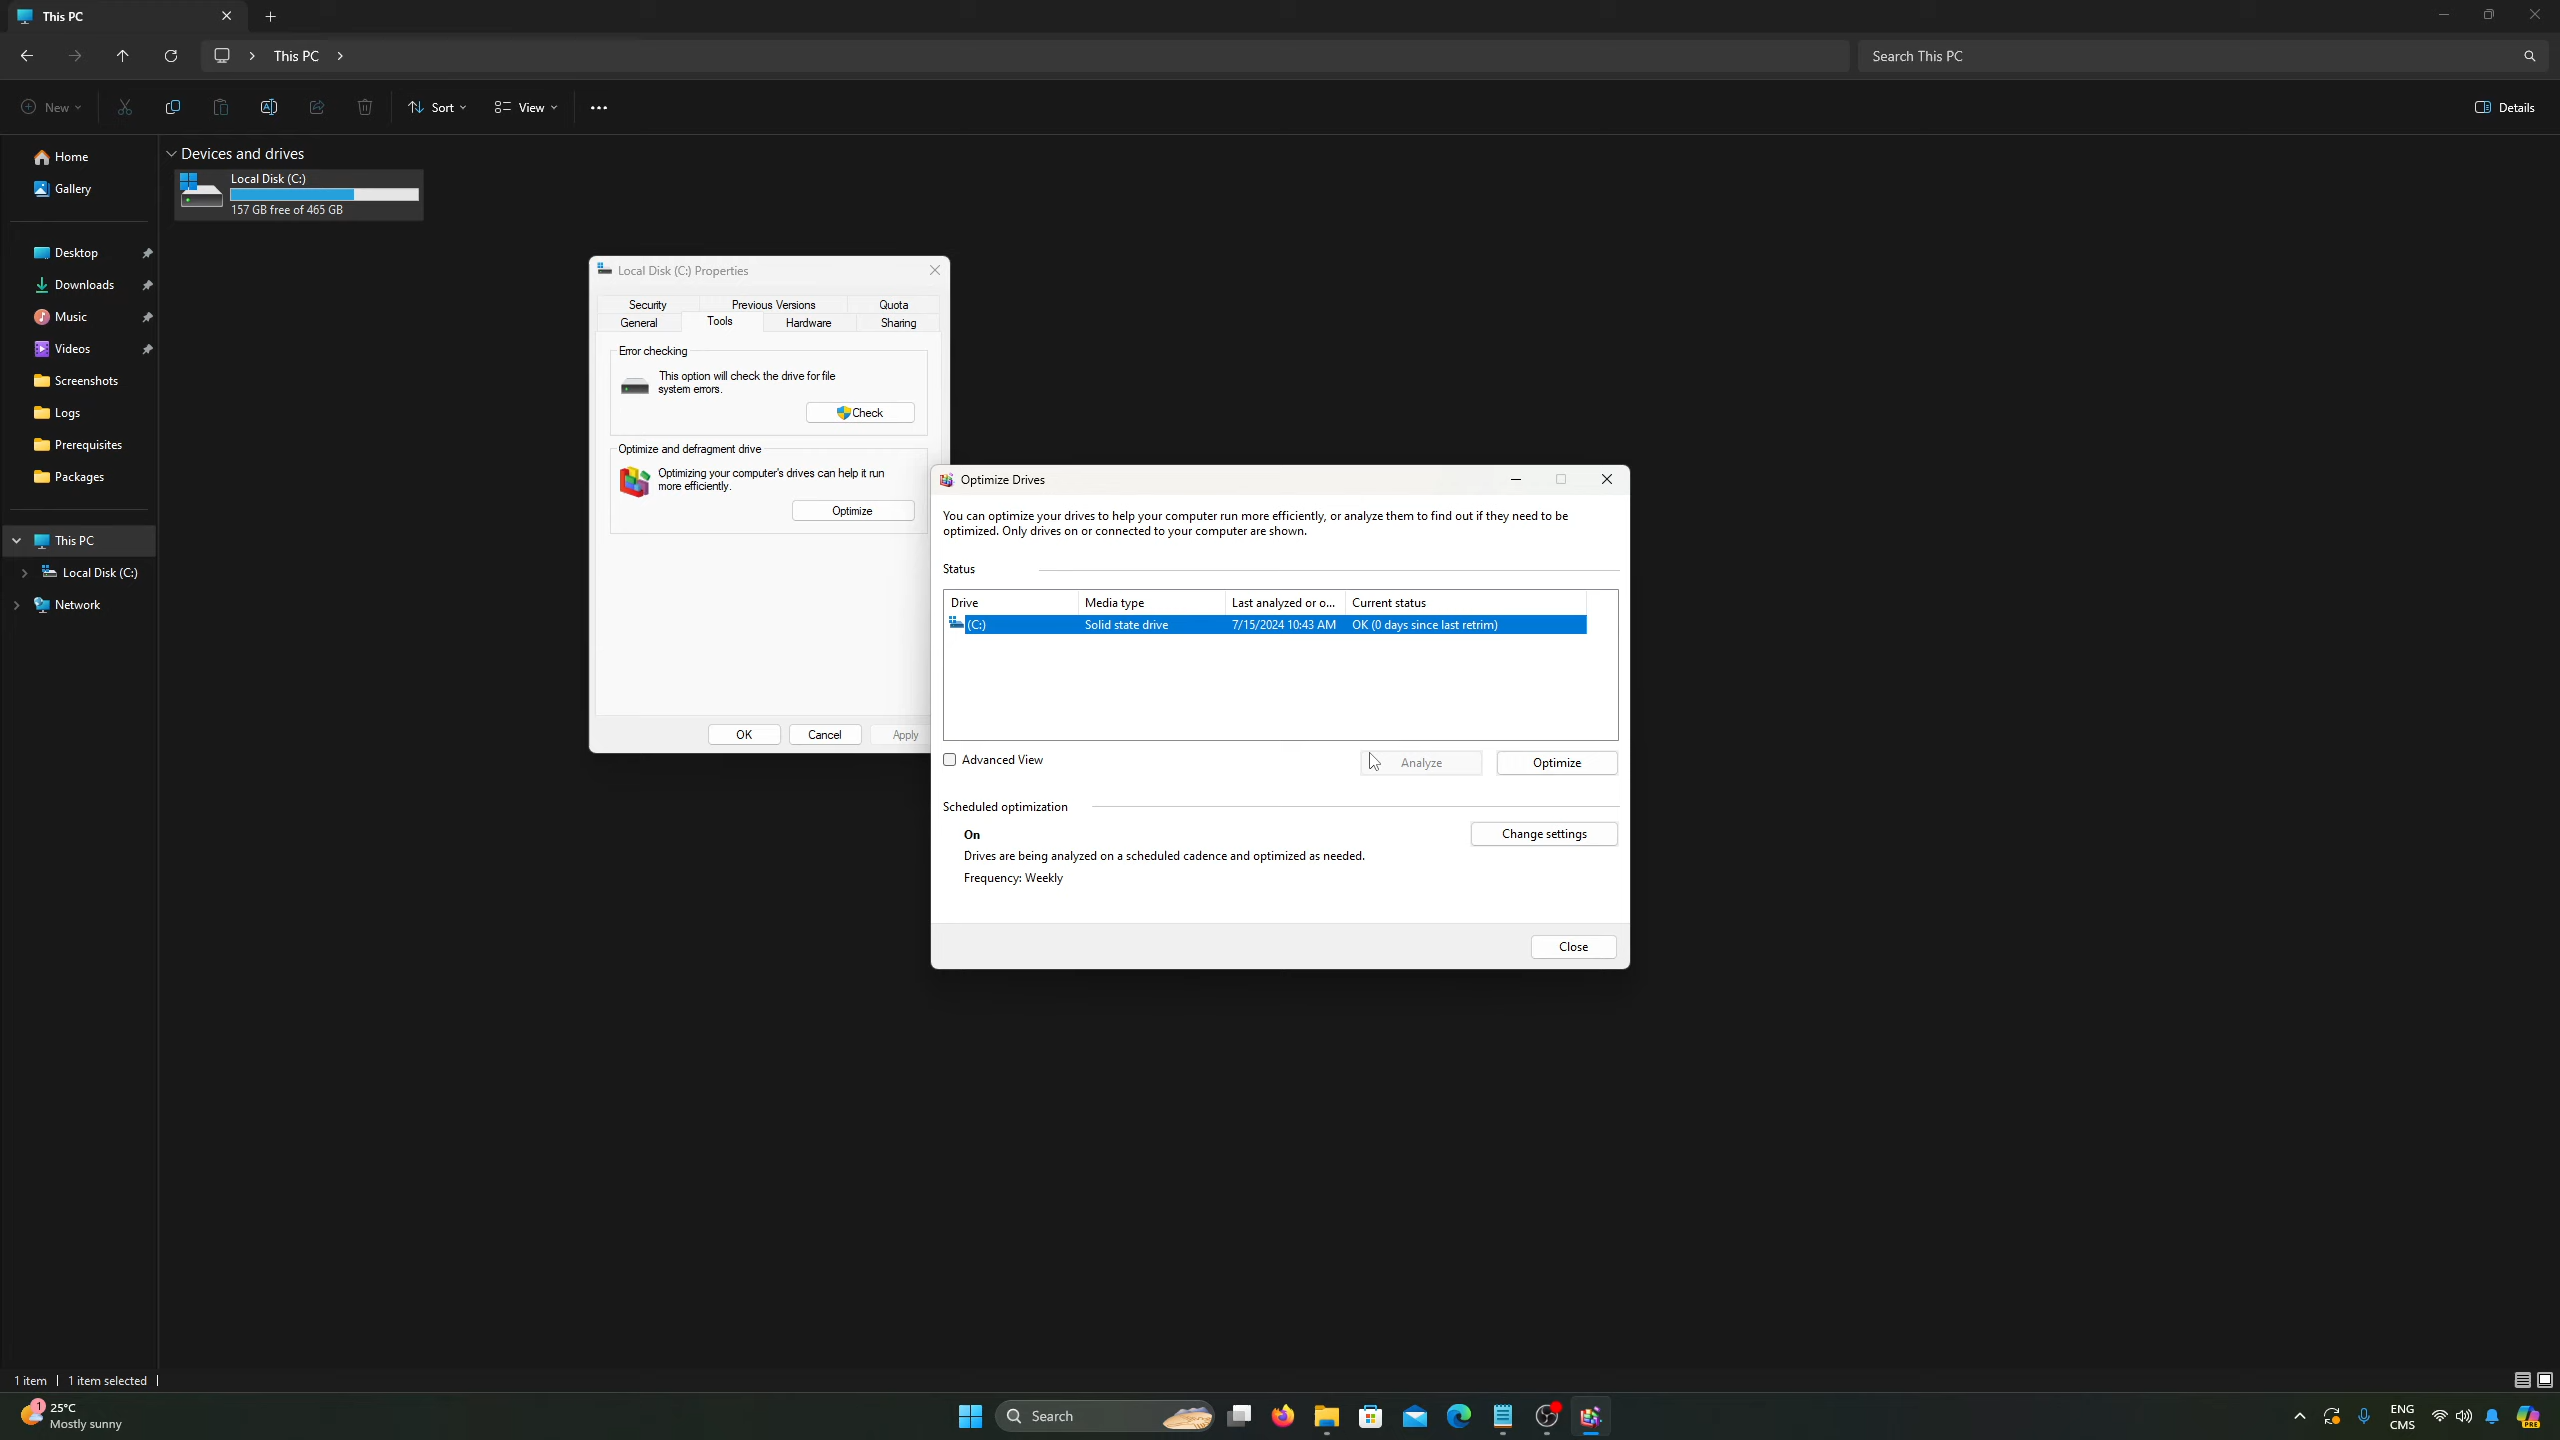 This PC
This PC
Search This PC
New
Sort
View
Details
Home
Gallery
Desktop
Downloads
Music
Videos
Screenshots
Logs
Prerequisites
Packages
This PC
Local Disk (C:)
Network
Devices and drives
Local Disk (C:)
157 GB free of 465 GB
Local Disk (C:) Properties
Security Previous Versions Quota
General Tools Hardware Sharing
Error checking
This option will check the drive for file
system errors.
Check
Optimize and defragment drive
Optimizing your computer's drives can help it run
more efficiently.
Optimize
OK Cancel Apply
Optimize Drives
You can optimize your drives to help your computer run more efficiently, or analyze them to find out if they need to be
optimized. Only drives on or connected to your computer are shown.
Status
Drive Media type Last analyzed or o... Current status
(C:) Solid state drive 7/15/2024 10:43 AM OK (0 days since last retrim)
Advanced View
Analyze
Optimize
Scheduled optimization
On
Change settings
Drives are being analyzed on a scheduled cadence and optimized as needed.
Frequency: Weekly
Close
1 item 1 item selected
1
25°C
Mostly sunny
Search
ENG
CMS
PRE